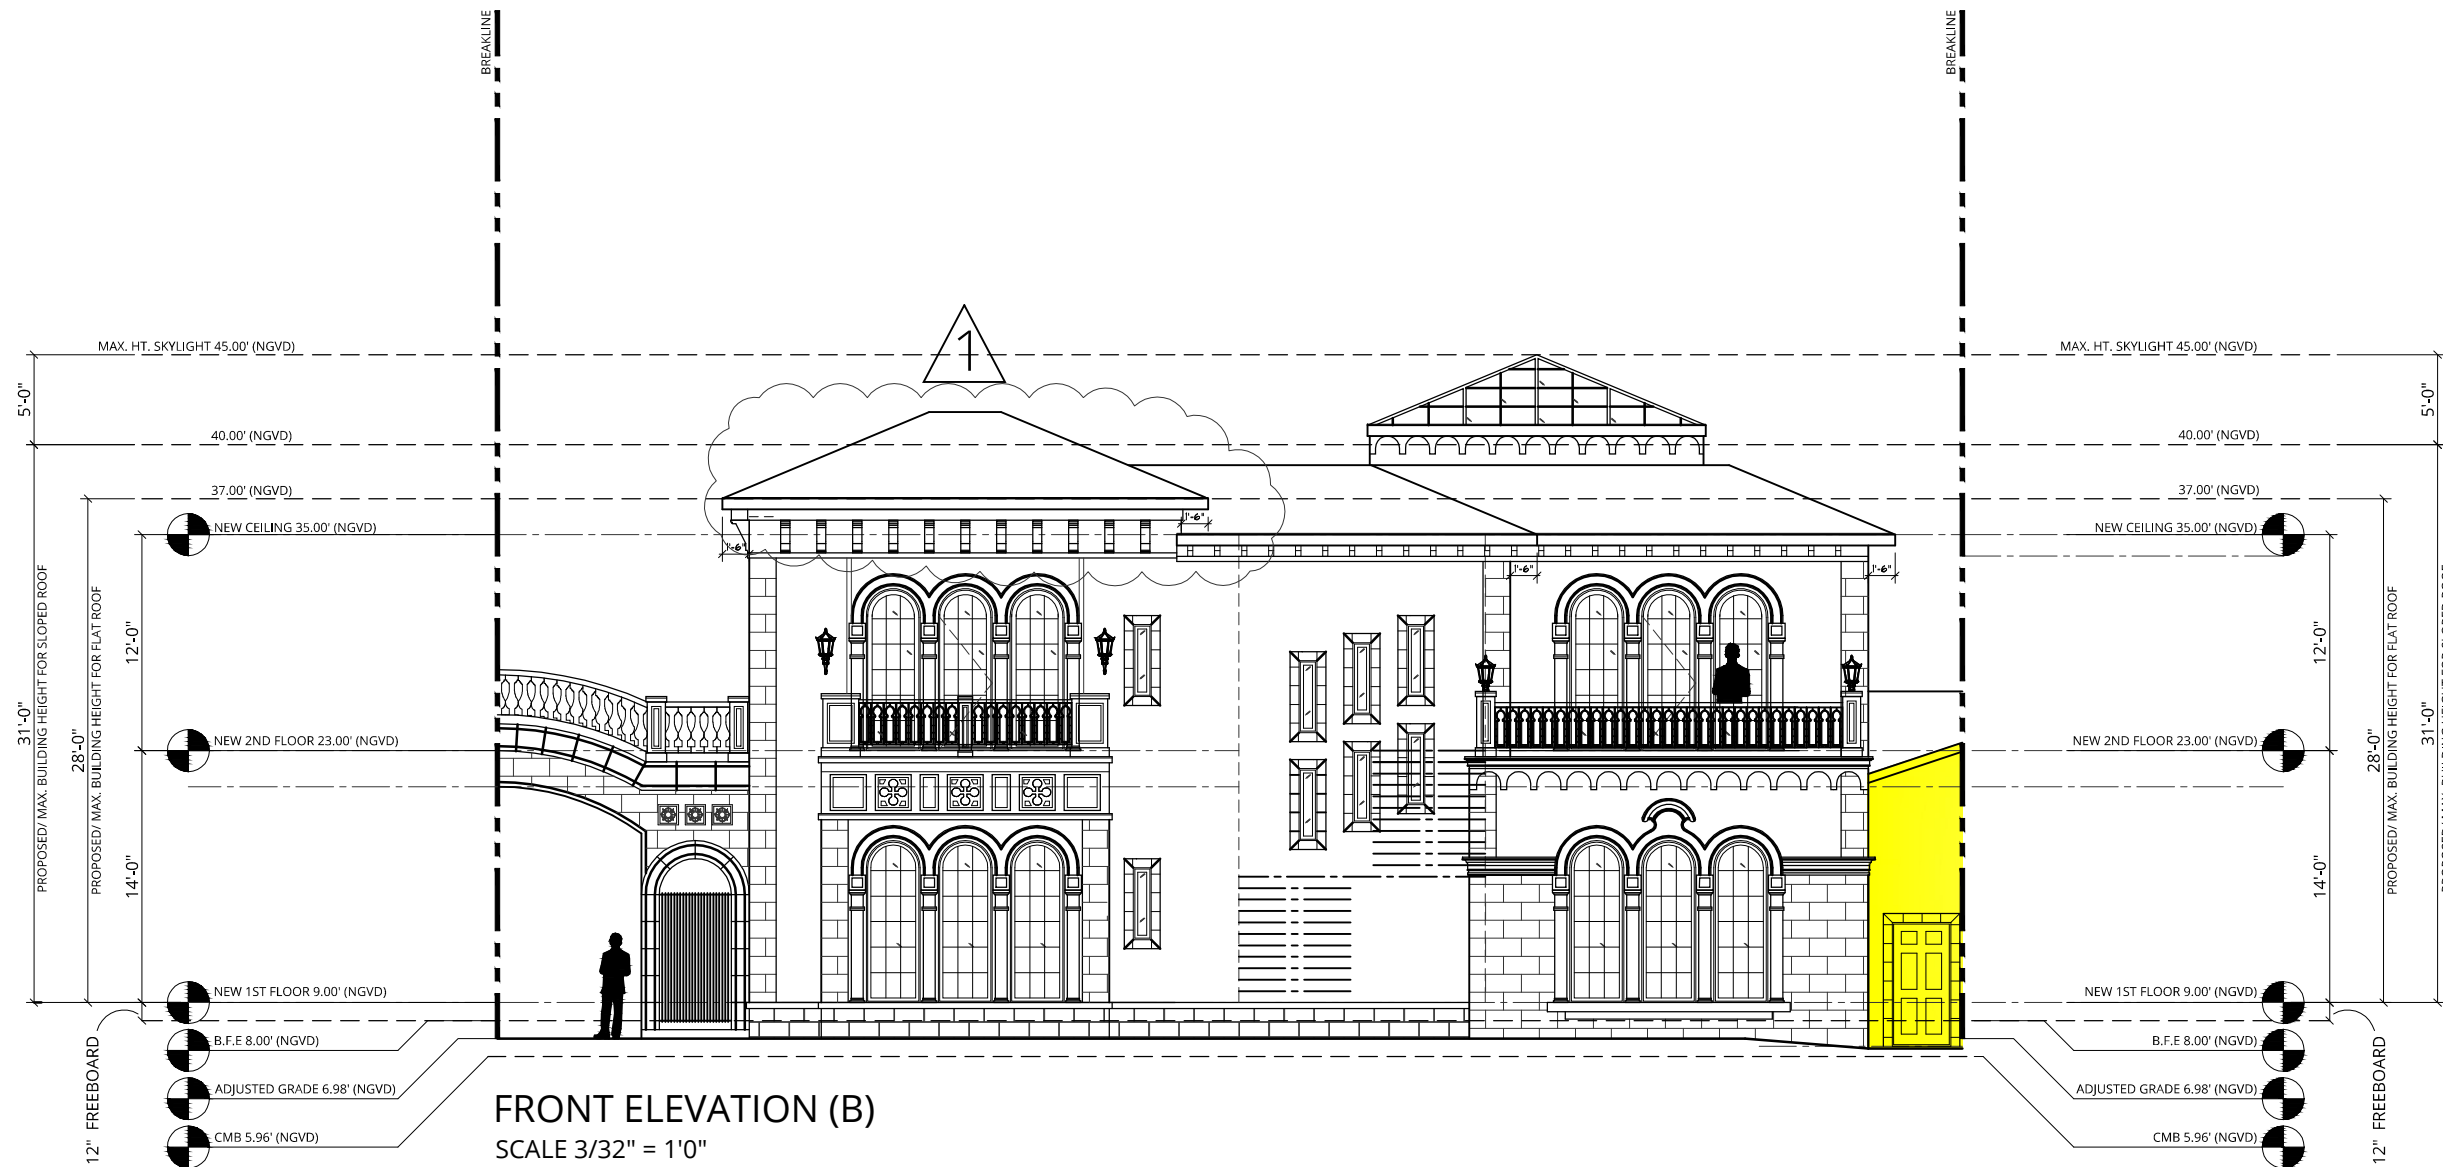 BREAKLINE
BREAKLINE
1
MAX. HT. SKYLIGHT 45.00' (NGVD)
MAX. HT. SKYLIGHT 45.00' (NGVD)
5'-0"
5'-0"
40.00' (NGVD)
40.00' (NGVD)
37.00' (NGVD)
37.00' (NGVD)
NEW CEILING 35.00' (NGVD)
NEW CEILING 35.00' (NGVD)
1'-6"
1'-6"
1'-6"
1'-6"
31'-0"
PROPOSED/ MAX. BUILDING HEIGHT FOR SLOPED ROOF
28'-0"
PROPOSED/ MAX. BUILDING HEIGHT FOR FLAT ROOF
12'-0"
12'-0"
28'-0"
PROPOSED/ MAX. BUILDING HEIGHT FOR FLAT ROOF
31'-0"
NEW 2ND FLOOR 23.00' (NGVD)
NEW 2ND FLOOR 23.00' (NGVD)
14'-0"
14'-0"
NEW 1ST FLOOR 9.00' (NGVD)
NEW 1ST FLOOR 9.00' (NGVD)
B.F.E 8.00' (NGVD)
B.F.E 8.00' (NGVD)
12" FREEBOARD
12" FREEBOARD
ADJUSTED GRADE 6.98' (NGVD)
ADJUSTED GRADE 6.98' (NGVD)
CMB 5.96' (NGVD)
CMB 5.96' (NGVD)
FRONT ELEVATION (B)
SCALE 3/32" = 1'0"